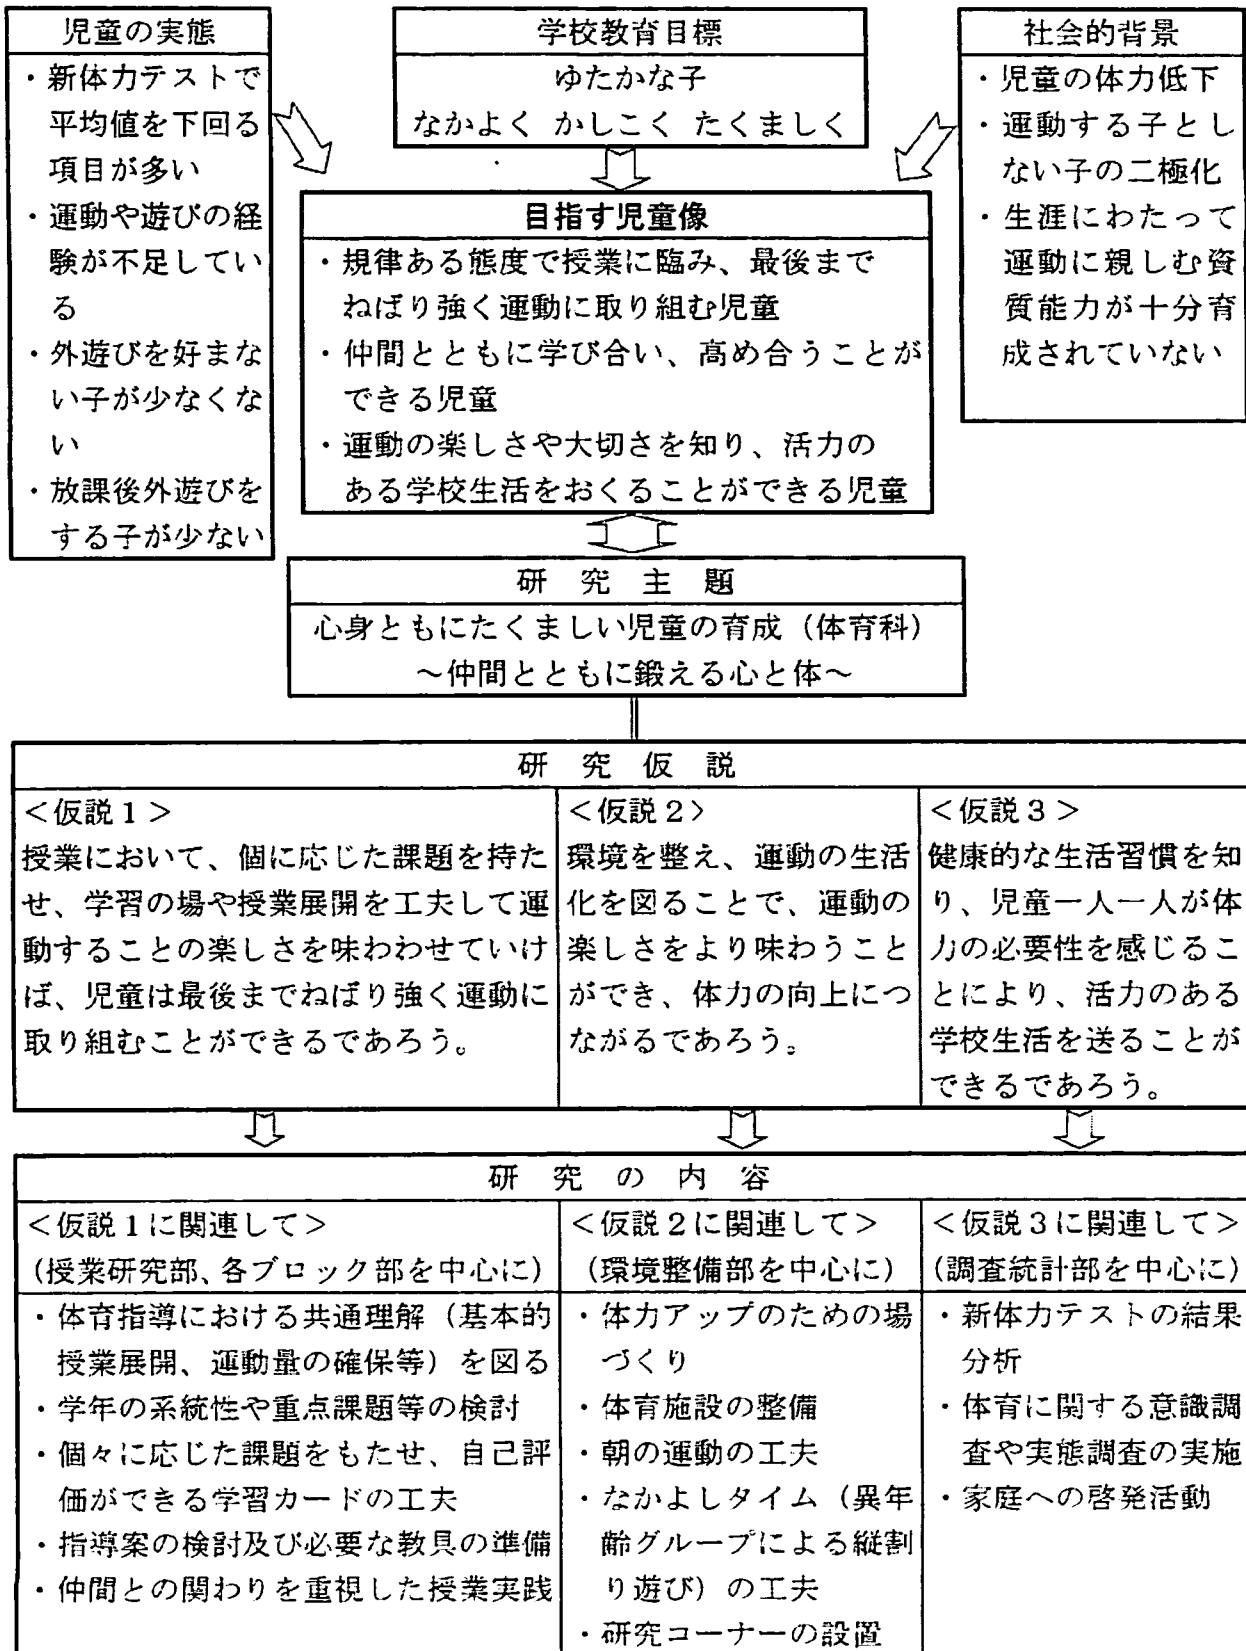 児童の実態
・新体力テストで
平均値を下回る
項目が多い
・運動や遊びの経
験が不足してい
る
・外遊びを好まな
い子が少なくな
い
・放課後外遊びを
する子が少ない
学校教育目標
ゆたかな子
なかよく かしこく たくましく
社会的背景
・児童の体力低下
・運動する子とし
ない子の二極化
・生涯にわたって
運動に親しむ資
質能力が十分育
成されていない
目指す児童像
・規律ある態度で授業に臨み、最後まで
ねばり強く運動に取り組む児童
・仲間とともに学び合い、高め合うことが
できる児童
・運動の楽しさや大切さを知り、活力の
ある学校生活をおくることができる児童
研究主題
心身ともにたくましい児童の育成（体育科）
～仲間とともに鍛える心と体～
研究仮説
＜仮説１＞
授業において、個に応じた課題を持た
せ、学習の場や授業展開を工夫して運
動することの楽しさを味わわせていけ
ば、児童は最後までねばり強く運動に
取り組むことができるであろう。
＜仮説２＞
環境を整え、運動の生活
化を図ることで、運動の
楽しさをより味わうこと
ができ、体力の向上につ
ながるであろう。
＜仮説３＞
健康的な生活習慣を知
り、児童一人一人が体
力の必要性を感じるこ
とにより、活力のある
学校生活を送ることが
できるであろう。
研究の内容
＜仮説１に関連して＞
(授業研究部、各ブロック部を中心に)
・体育指導における共通理解（基本的
授業展開、運動量の確保等）を図る
・学年の系統性や重点課題等の検討
・個々に応じた課題をもたせ、自己評
価ができる学習カードの工夫
・指導案の検討及び必要な教具の準備
・仲間との関わりを重視した授業実践
＜仮説２に関連して＞
(環境整備部を中心に)
・体力アップのための場
づくり
・体育施設の整備
・朝の運動の工夫
・なかよしタイム（異年
齢グループによる縦割
り遊び）の工夫
・研究コーナーの設置
＜仮説３に関連して＞
(調査統計部を中心に)
・新体力テストの結果
分析
・体育に関する意識調
査や実態調査の実施
・家庭への啓発活動